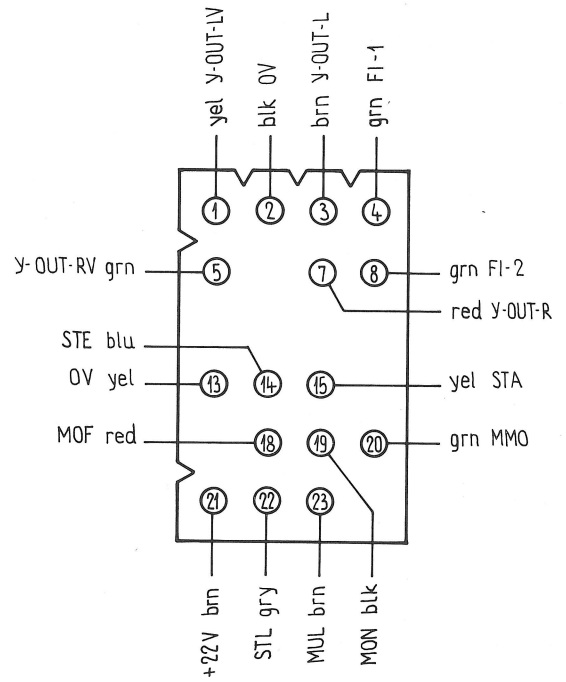 yel Y-OUT-LV
blk OV
brn Y-OUT-L
grn FI-1
1
2
3
4
Y-OUT-RV grn
5
7
8
grn FI-2
red Y-OUT-R
STE blu
OV yel
13
14
15
yel STA
MOF red
18
19
20
grn MMO
21
22
23
+22V brn
STL gry
MUL brn
MON blk